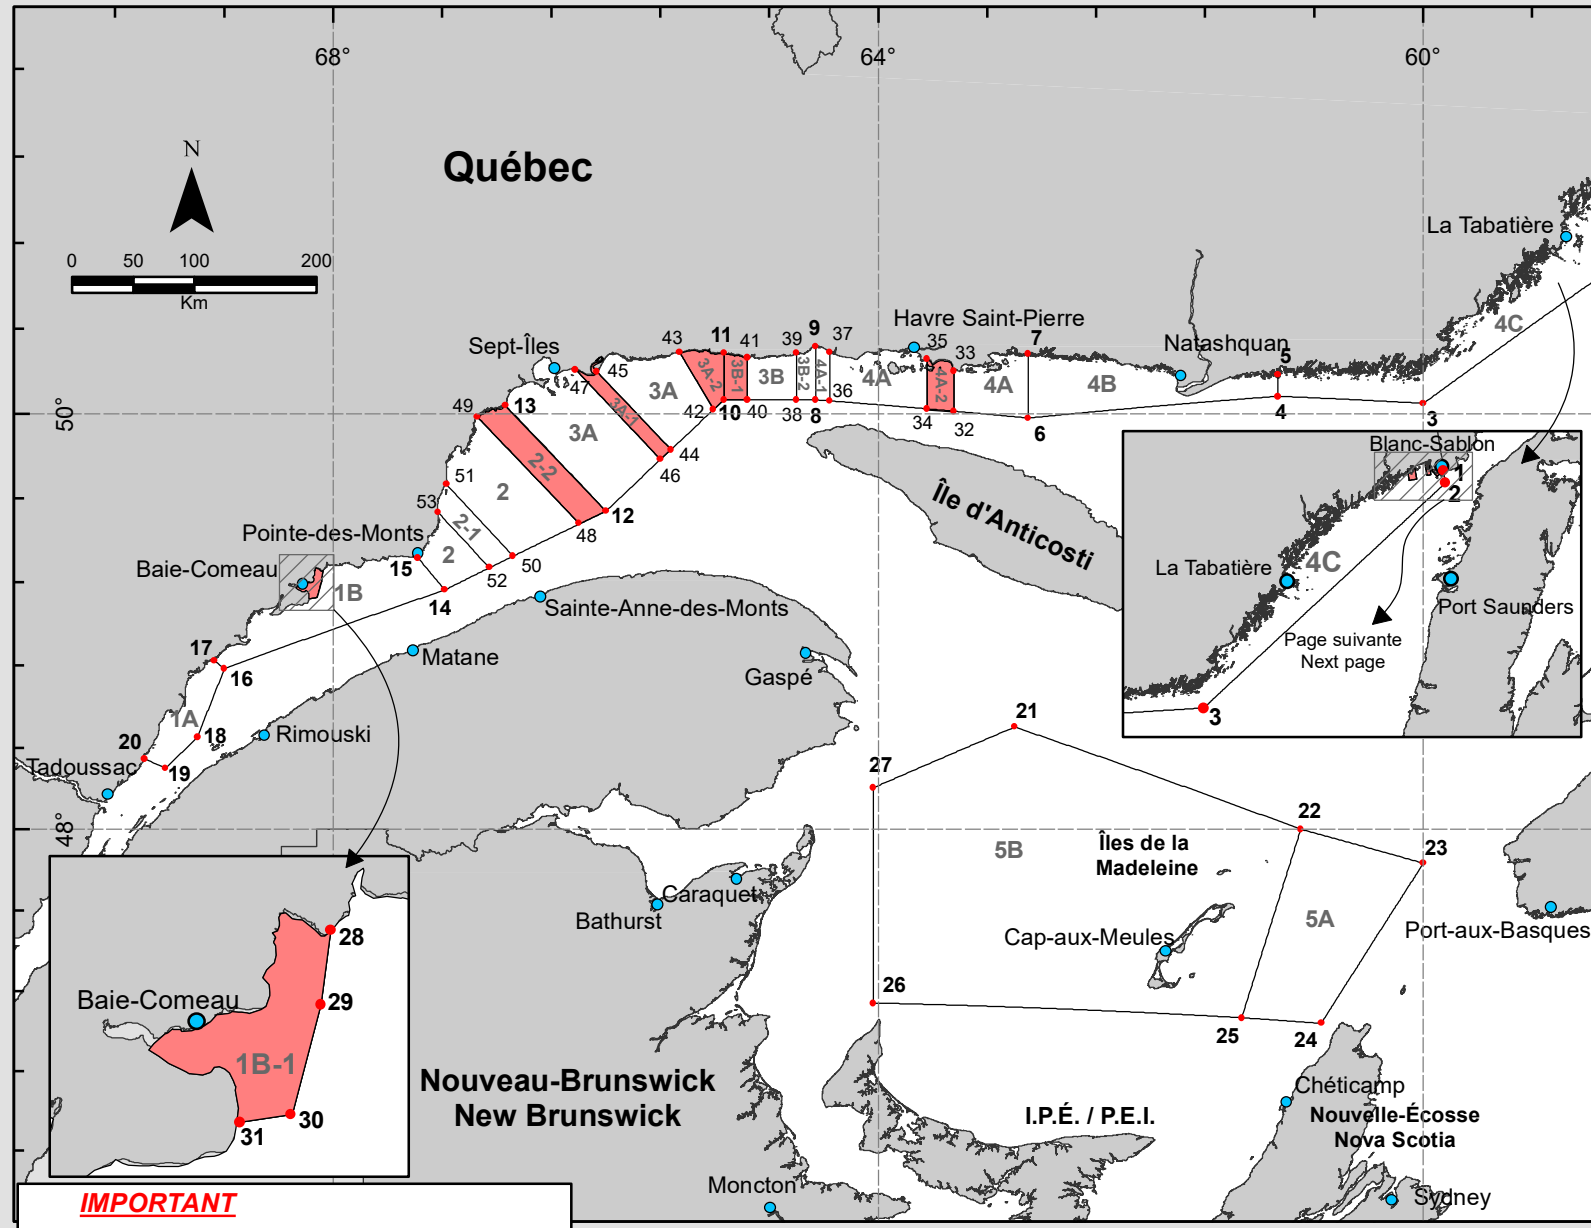 68°
64°
60°
N
Québec
0 50 100 200
Km
La Tabatière
4C
Havre Saint-Pierre
Natashquan
Sept-Îles
43 11 41 39 9 37 35 33 7 5
47 45
3A 3A-2 3B-1 3B 3B-2 4A-1 4A 4A-2 4A 4B
3A-1
49 13
42 10 40 38 8 36 34 32 6 4 3
50°
3A
44
46
2-2
51
2
53
2-1
12
48
Île d'Anticosti
Pointe-des-Monts
2
50
52
15
Baie-Comeau
1B
14
Sainte-Anne-des-Monts
Blanc-Sablon
1
2
4C
La Tabatière
Port Saunders
Page suivante
Next page
3
17
16
Matane
Gaspé
1A
18
Rimouski
20
19
Tadoussac
21
27
48°
22
23
5B
Îles de la
Madeleine
5A
Caraquet
Bathurst
Cap-aux-Meules
Port-aux-Basques
26
25
24
28
29
Baie-Comeau
1B-1
30
31
Nouveau-Brunswick
New Brunswick
I.P.É. / P.E.I.
Chéticamp
Nouvelle-Écosse
Nova Scotia
Moncton
Sydney
IMPORTANT